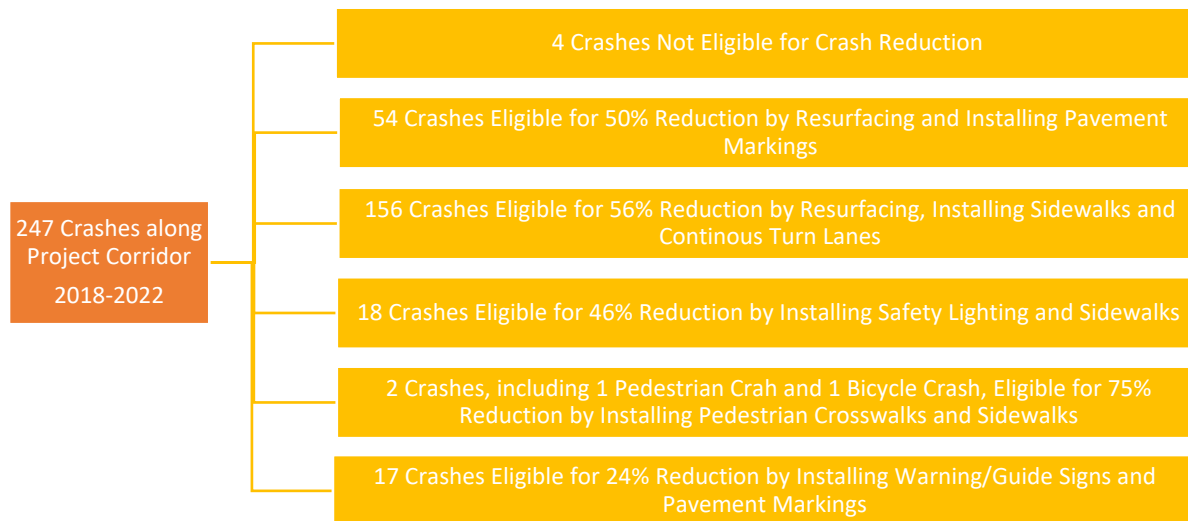 247 Crashes along
Project Corridor
2018-2022
4 Crashes Not Eligible for Crash Reduction
54 Crashes Eligible for 50% Reduction by Resurfacing and Installing Pavement
Markings
156 Crashes Eligible for 56% Reduction by Resurfacing, Installing Sidewalks and
Continous Turn Lanes
18 Crashes Eligible for 46% Reduction by Installing Safety Lighting and Sidewalks
2 Crashes, including 1 Pedestrian Crah and 1 Bicycle Crash, Eligible for 75%
Reduction by Installing Pedestrian Crosswalks and Sidewalks
17 Crashes Eligible for 24% Reduction by Installing Warning/Guide Signs and
Pavement Markings